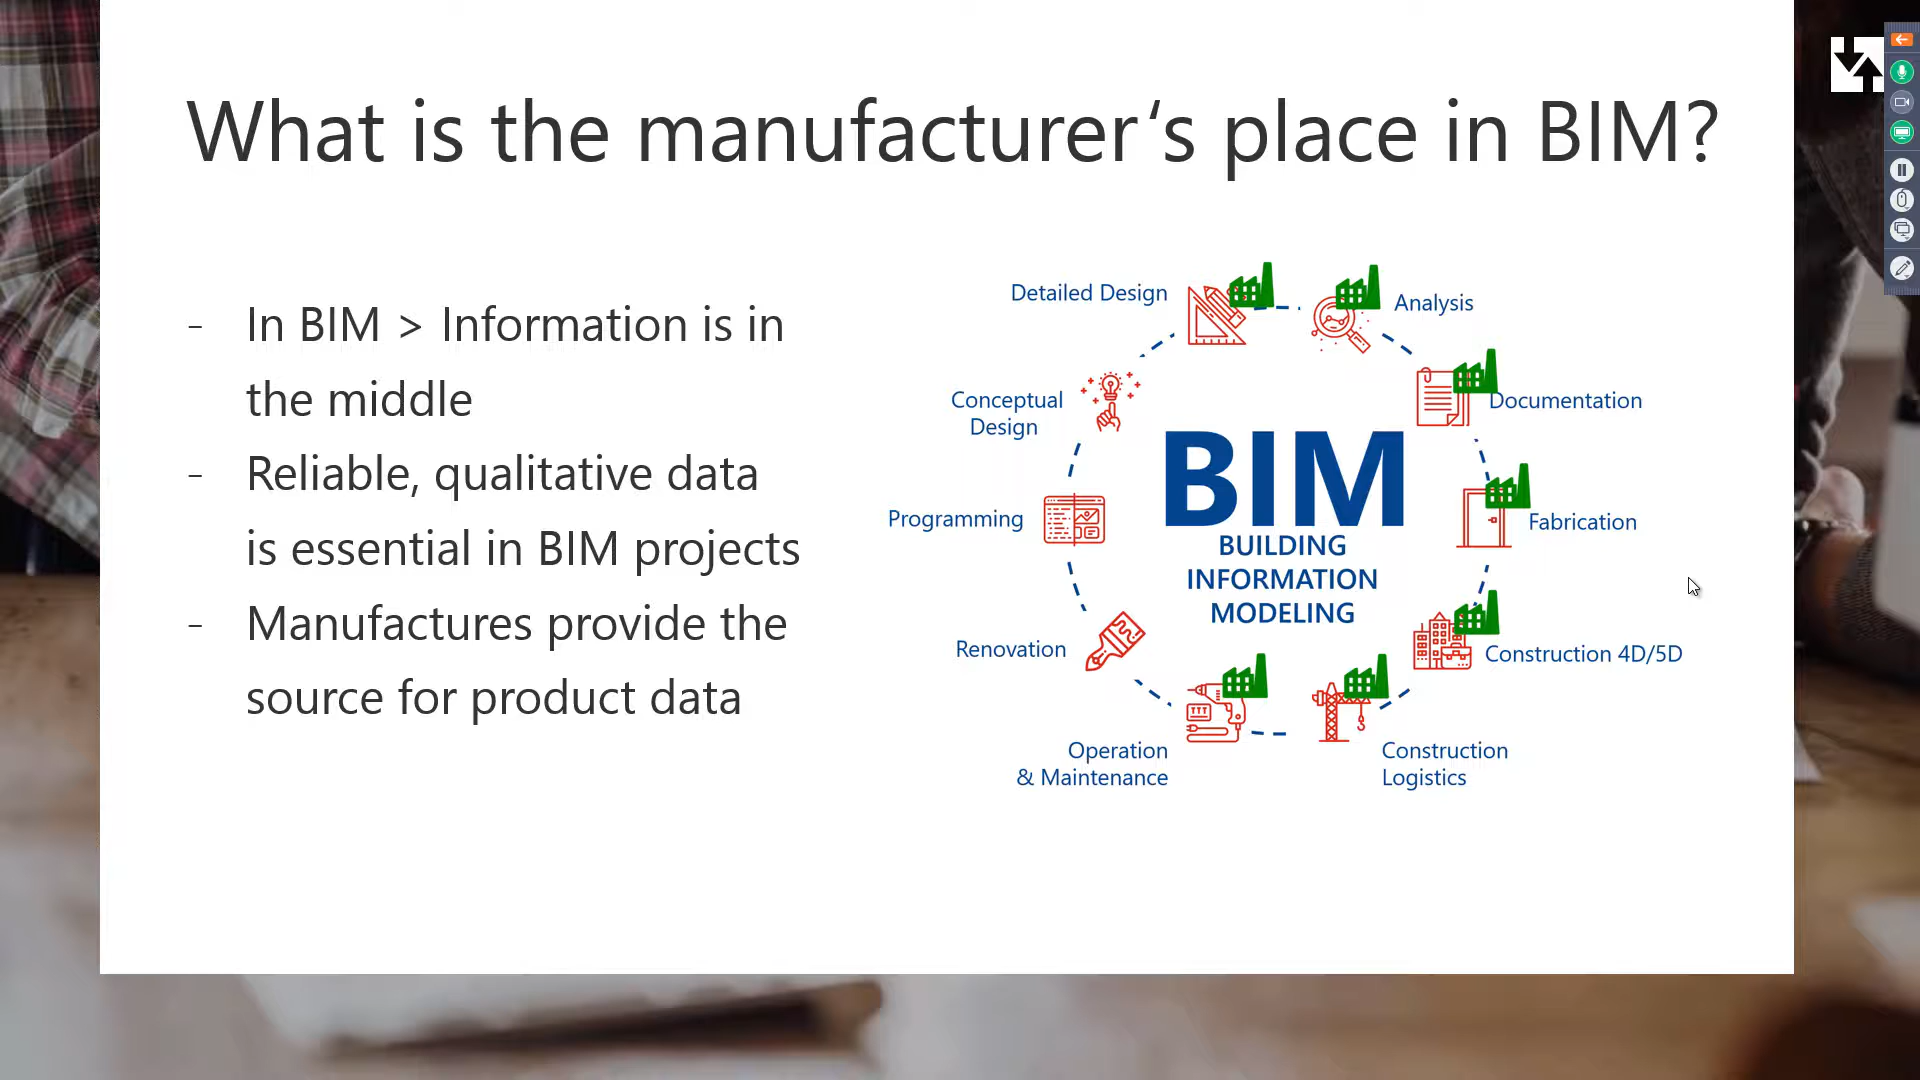 What is the manufacturer‘s place in BIM?
- In BIM > Information is in
the middle
- Reliable, qualitative data
is essential in BIM projects
- Manufactures provide the
source for product data
Detailed Design
Analysis
Conceptual
Design
Documentation
BIM
BUILDING
INFORMATION
MODELING
Programming
Fabrication
Renovation
Construction 4D/5D
Operation
& Maintenance
Construction
Logistics